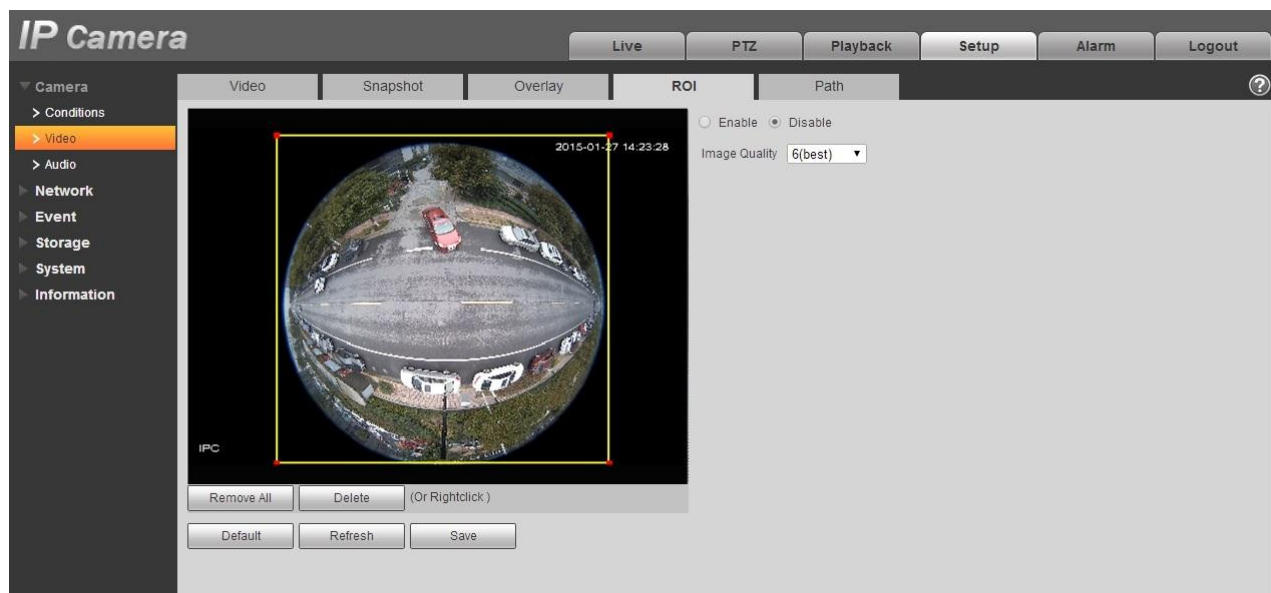 IP Camera
Live PTZ Playback Setup Alarm Logout
Camera
> Conditions
> Video
> Audio
Network
Event
Storage
System
Information
Video Snapshot Overlay ROI Path
?
2015-01-27 14:23:28
IPC
Enable Disable
Image Quality 6(best)
Remove All Delete (Or Rightclick )
Default Refresh Save